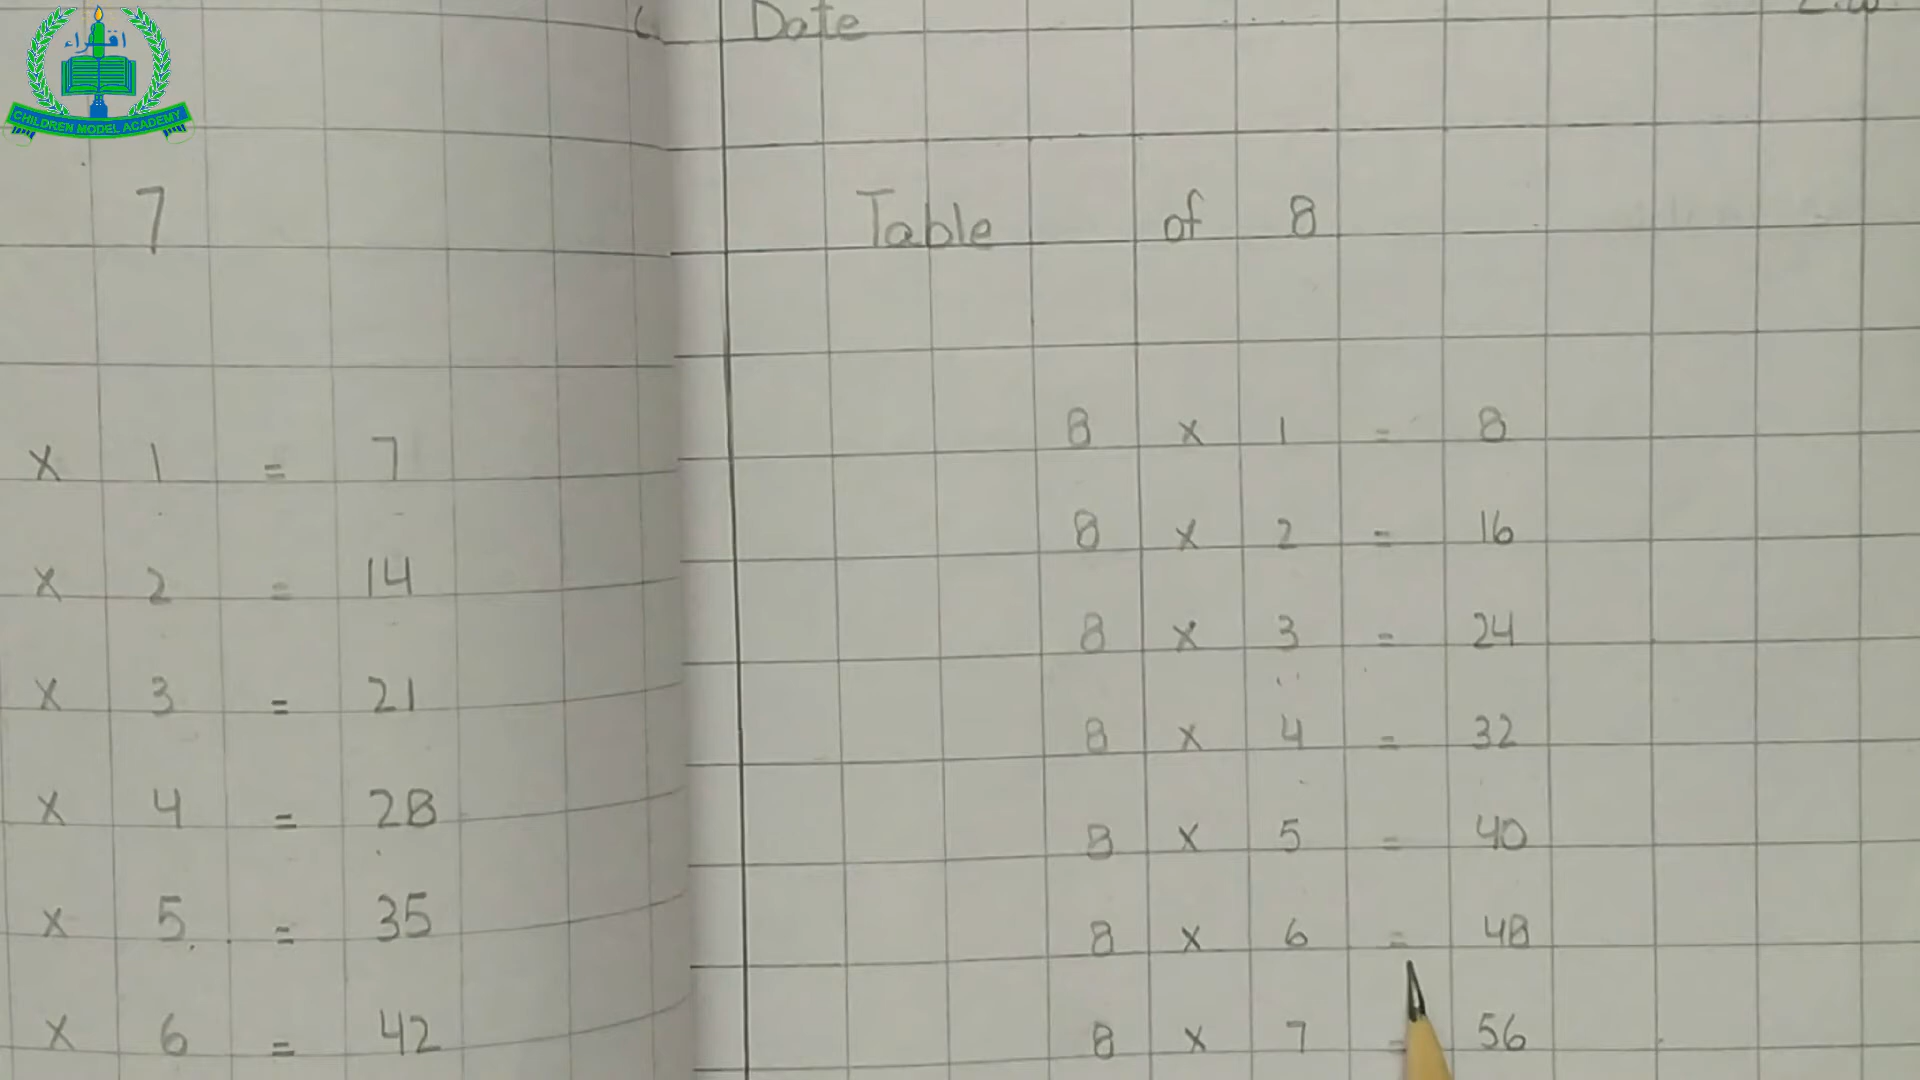 اقراء
CHILDREN MODEL ACADEMY
7
× 1 = 7
× 2 = 14
× 3 = 21
× 4 = 28
× 5 = 35
× 6 = 42
Date
Table of 8
8 × 1 = 8
8 × 2 = 16
8 × 3 = 24
8 × 4 = 32
8 × 5 = 40
8 × 6 = 48
8 × 7 = 56